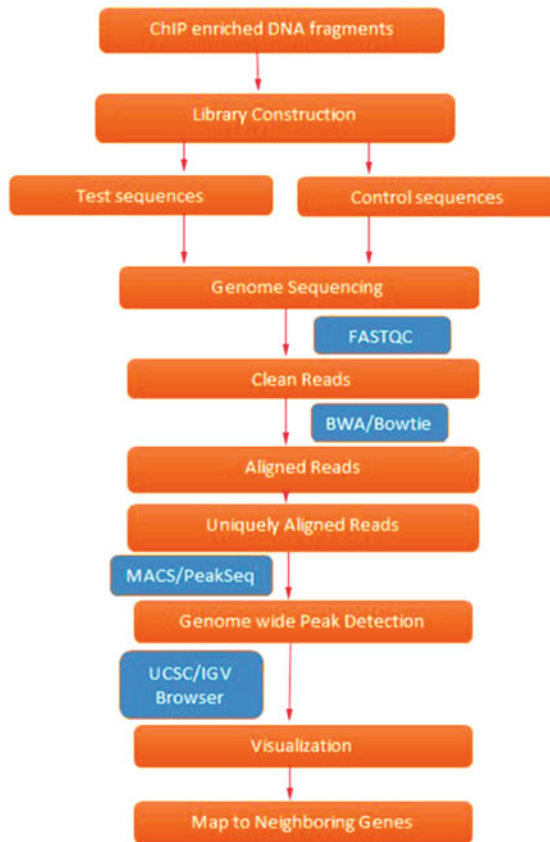 ChIP enriched DNA fragments
Library Construction
Test sequences
Control sequences
Genome Sequencing
FASTQC
Clean Reads
BWA/Bowtie
Aligned Reads
Uniquely Aligned Reads
MACS/PeakSeq
Genome wide Peak Detection
UCSC/IGV
Browser
Visualization
Map to Neighboring Genes